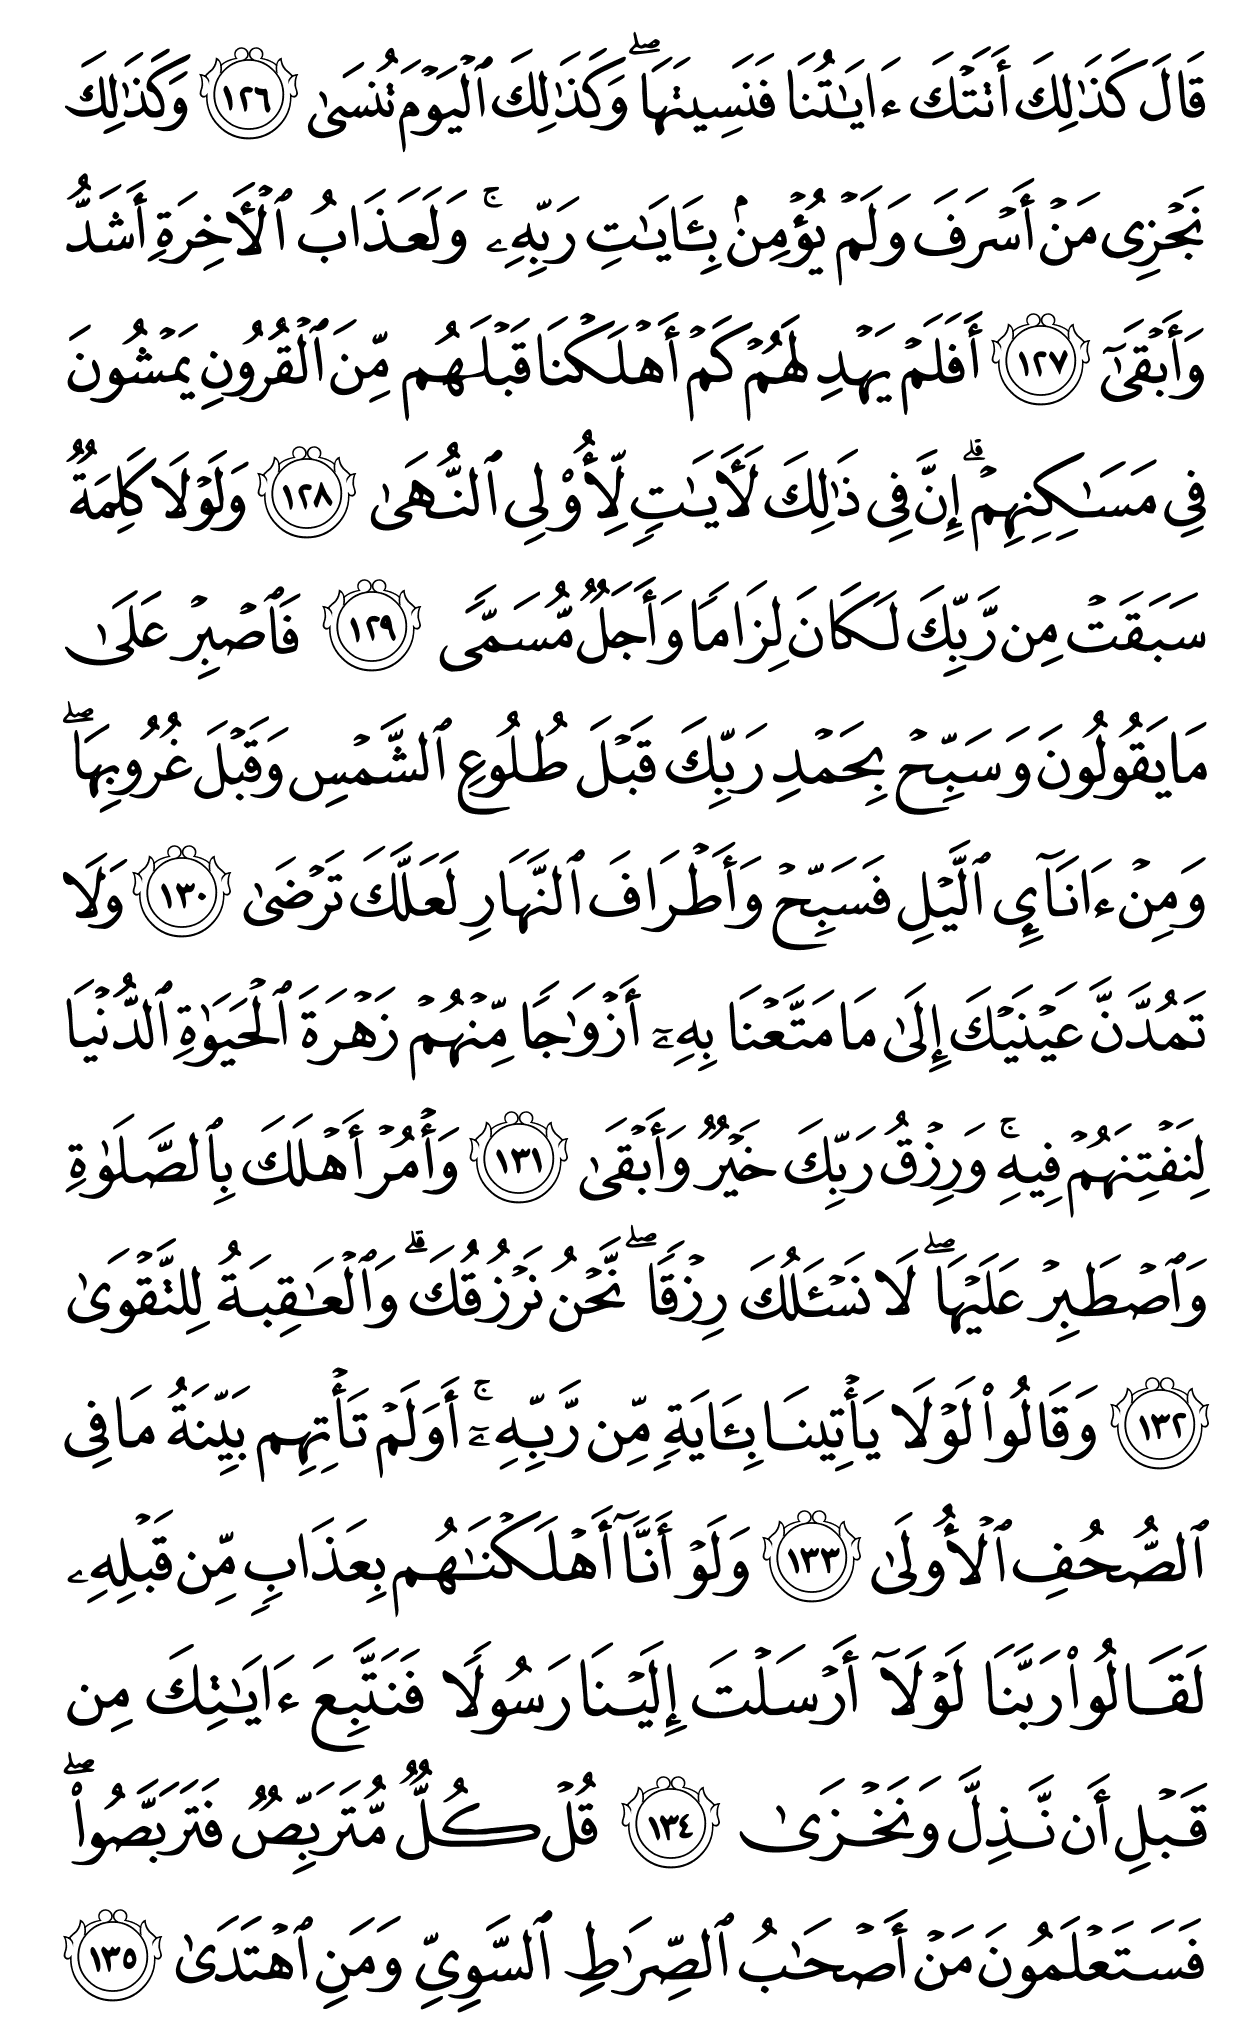 قَالَ كَذَٰلِكَ أَتَتْكَ ءَايَـٰتُنَا فَنَسِيتَهَا ۖ وَكَذَٰلِكَ ٱلْيَوْمَ تُنسَىٰ ١٢٦ وَكَذَٰلِكَ
نَجْزِى مَنْ أَسْرَفَ وَلَمْ يُؤْمِنۢ بِـَٔايَـٰتِ رَبِّهِۦ ۚ وَلَعَذَابُ ٱلْـَٔاخِرَةِ أَشَدُّ
وَأَبْقَىٰٓ ١٢٧ أَفَلَمْ يَهْدِ لَهُمْ كَمْ أَهْلَكْنَا قَبْلَهُم مِّنَ ٱلْقُرُونِ يَمْشُونَ
فِى مَسَـٰكِنِهِمْ ۗ إِنَّ فِى ذَٰلِكَ لَـَٔايَـٰتٍ لِّأُو۟لِى ٱلنُّهَىٰ ١٢٨ وَلَوْلَا كَلِمَةٌ
سَبَقَتْ مِن رَّبِّكَ لَكَانَ لِزَامًا وَأَجَلٌ مُّسَمًّى ١٢٩ فَٱصْبِرْ عَلَىٰ
مَا يَقُولُونَ وَسَبِّحْ بِحَمْدِ رَبِّكَ قَبْلَ طُلُوعِ ٱلشَّمْسِ وَقَبْلَ غُرُوبِهَا ۖ
وَمِنْ ءَانَآئِ ٱلَّيْلِ فَسَبِّحْ وَأَطْرَافَ ٱلنَّهَارِ لَعَلَّكَ تَرْضَىٰ ١٣٠ وَلَا
تَمُدَّنَّ عَيْنَيْكَ إِلَىٰ مَا مَتَّعْنَا بِهِۦٓ أَزْوَٰجًا مِّنْهُمْ زَهْرَةَ ٱلْحَيَوٰةِ ٱلدُّنْيَا
لِنَفْتِنَهُمْ فِيهِ ۚ وَرِزْقُ رَبِّكَ خَيْرٌ وَأَبْقَىٰ ١٣١ وَأْمُرْ أَهْلَكَ بِٱلصَّلَوٰةِ
وَٱصْطَبِرْ عَلَيْهَا ۖ لَا نَسْـَٔلُكَ رِزْقًا ۖ نَّحْنُ نَرْزُقُكَ ۗ وَٱلْعَـٰقِبَةُ لِلتَّقْوَىٰ
١٣٢ وَقَالُوا۟ لَوْلَا يَأْتِينَا بِـَٔايَةٍ مِّن رَّبِّهِۦٓ ۚ أَوَلَمْ تَأْتِهِم بَيِّنَةُ مَا فِى
ٱلصُّحُفِ ٱلْأُولَىٰ ١٣٣ وَلَوْ أَنَّآ أَهْلَكْنَـٰهُم بِعَذَابٍ مِّن قَبْلِهِۦ
لَقَالُوا۟ رَبَّنَا لَوْلَآ أَرْسَلْتَ إِلَيْنَا رَسُولًا فَنَتَّبِعَ ءَايَـٰتِكَ مِن
قَبْلِ أَن نَّذِلَّ وَنَخْزَىٰ ١٣٤ قُلْ كُلٌّ مُّتَرَبِّصٌ فَتَرَبَّصُوا۟ ۖ
فَسَتَعْلَمُونَ مَنْ أَصْحَـٰبُ ٱلصِّرَٰطِ ٱلسَّوِىِّ وَمَنِ ٱهْتَدَىٰ ١٣٥